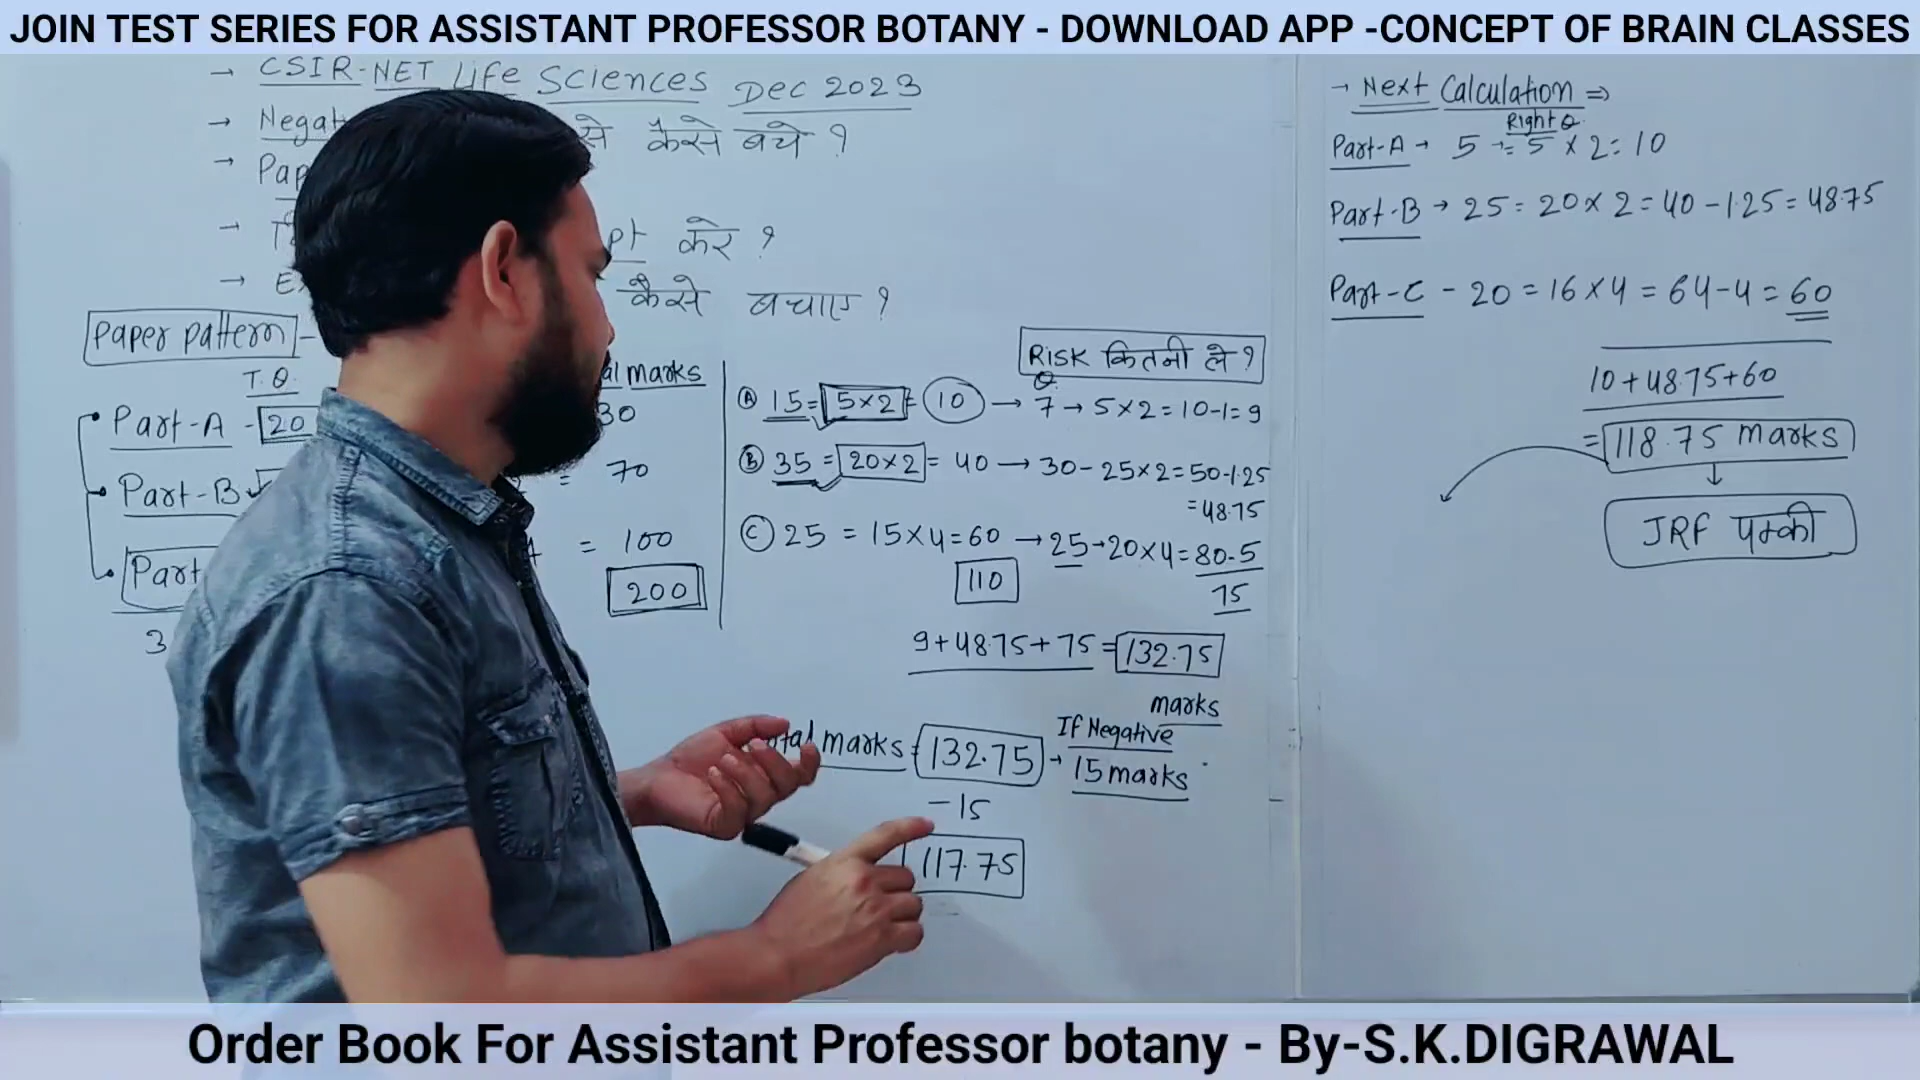 JOIN TEST SERIES FOR ASSISTANT PROFESSOR BOTANY - DOWNLOAD APP -CONCEPT OF BRAIN CLASSES
→ CSIR-NET Life Sciences Dec 2023
→ से कैसे बचे ?
→
→ करे ?
→ कैसे बचाए ?
Paper pattern -
T.Q. marks
Part-A - 20 30
Part-B = 70
Part = 100
200
3
Risk कितनी ले ?
Q.
Ⓐ 15 = 5×2 = 10 → 7 → 5×2=10-1=9
Ⓑ 35 = 20×2 = 40 → 30-25×2=50-1.25
=48.75
Ⓒ 25 = 15×4=60 → 25→20×4=80-5
110 75
9+48.75+75 = 132.75
marks
marks = 132.75 → If Negative
15 marks
-15
117.75
→ Next Calculation ⇒
Right Q.
Part-A → 5 → = 5 × 2 = 10
Part-B → 25 = 20×2=40-1.25=48.75
Part-C - 20 = 16×4 = 64-4 = 60
10+48.75+60
= 118.75 marks
↓
JRF पक्की
Order Book For Assistant Professor botany - By-S.K.DIGRAWAL